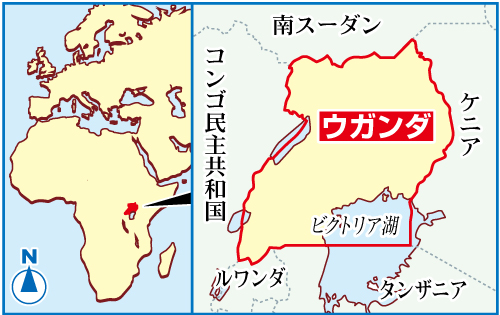 南スーダン
コンゴ民主共和国
ウガンダ
ケニア
ビクトリア湖
ルワンダ
タンザニア
N